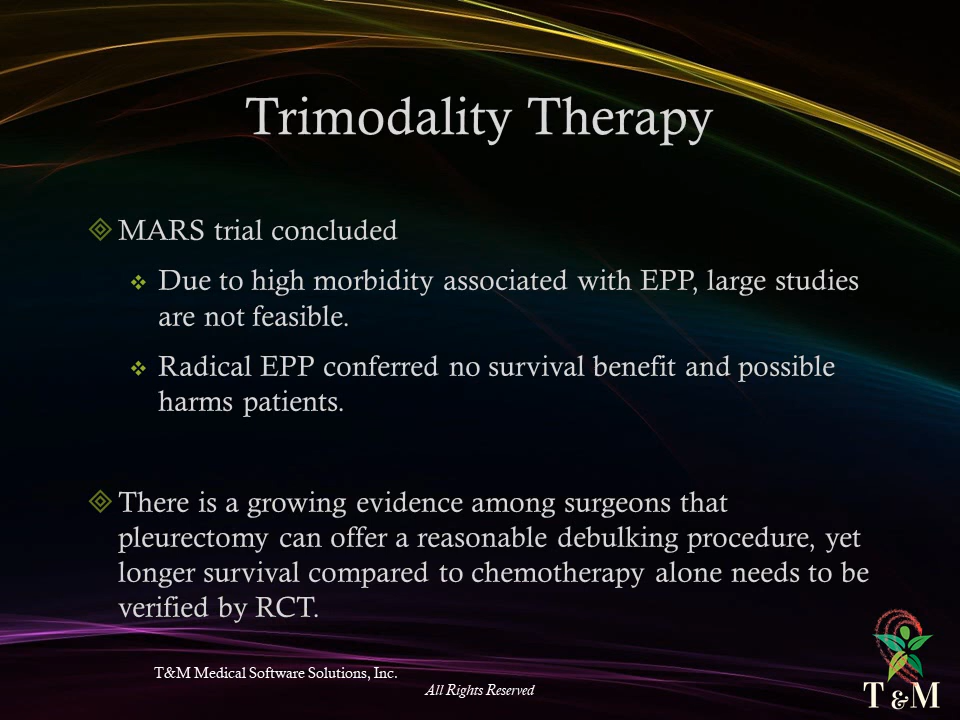 Trimodality Therapy
MARS trial concluded
Due to high morbidity associated with EPP, large studies
are not feasible.
Radical EPP conferred no survival benefit and possible
harms patients.
There is a growing evidence among surgeons that
pleurectomy can offer a reasonable debulking procedure, yet
longer survival compared to chemotherapy alone needs to be
verified by RCT.
T&M Medical Software Solutions, Inc.
All Rights Reserved
T & M